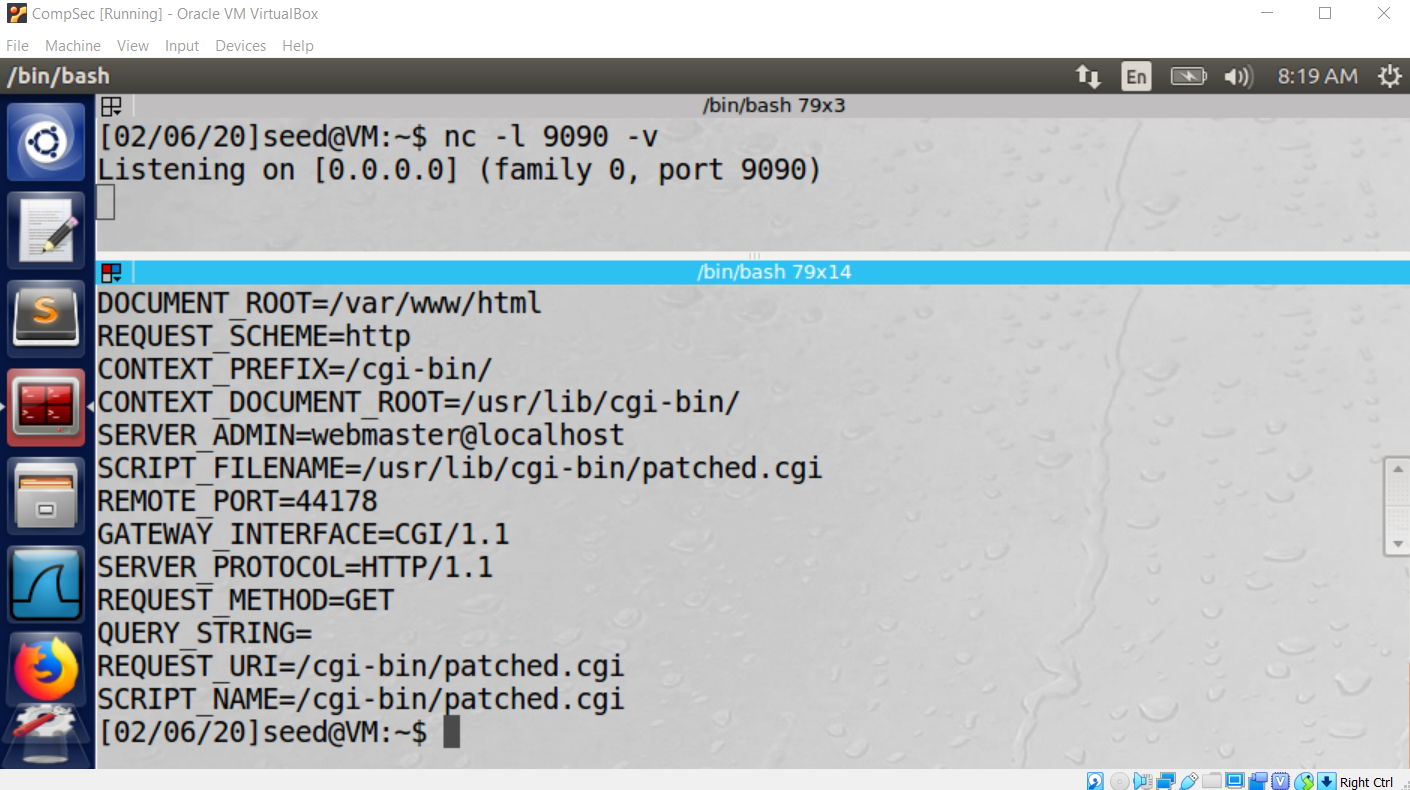 CompSec [Running] - Oracle VM VirtualBox
File Machine View Input Devices Help
/bin/bash En 8:19 AM
/bin/bash 79x3
[02/06/20]seed@VM:~$ nc -l 9090 -v
Listening on [0.0.0.0] (family 0, port 9090)
/bin/bash 79x14
DOCUMENT_ROOT=/var/www/html
REQUEST_SCHEME=http
CONTEXT_PREFIX=/cgi-bin/
CONTEXT_DOCUMENT_ROOT=/usr/lib/cgi-bin/
SERVER_ADMIN=webmaster@localhost
SCRIPT_FILENAME=/usr/lib/cgi-bin/patched.cgi
REMOTE_PORT=44178
GATEWAY_INTERFACE=CGI/1.1
SERVER_PROTOCOL=HTTP/1.1
REQUEST_METHOD=GET
QUERY_STRING=
REQUEST_URI=/cgi-bin/patched.cgi
SCRIPT_NAME=/cgi-bin/patched.cgi
[02/06/20]seed@VM:~$
Right Ctrl